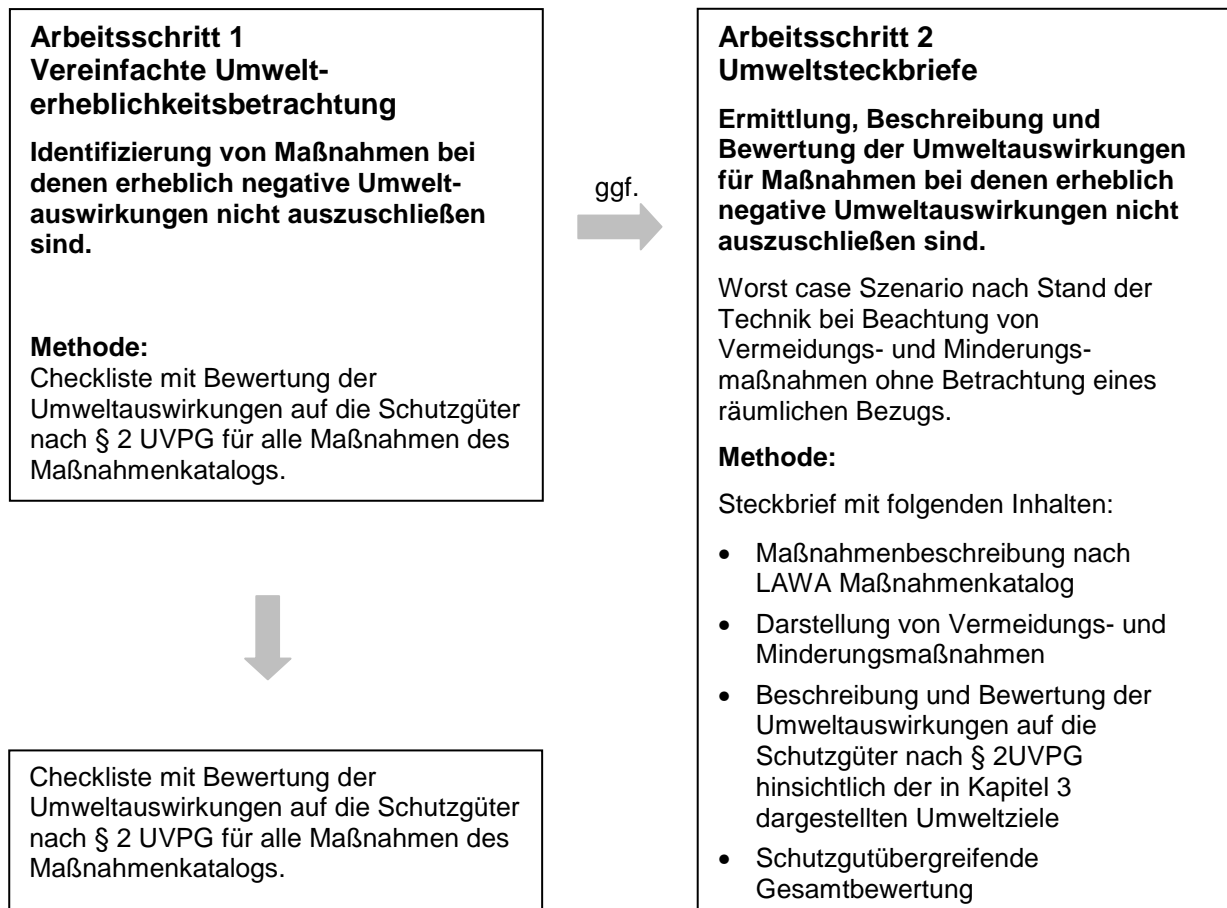 Arbeitsschritt 1
Vereinfachte Umwelt-
erheblichkeitsbetrachtung
Identifizierung von Maßnahmen bei
denen erheblich negative Umwelt-
auswirkungen nicht auszuschließen
sind.
Methode:
Checkliste mit Bewertung der
Umweltauswirkungen auf die Schutzgüter
nach § 2 UVPG für alle Maßnahmen des
Maßnahmenkatalogs.
ggf.
Arbeitsschritt 2
Umweltsteckbriefe
Ermittlung, Beschreibung und
Bewertung der Umweltauswirkungen
für Maßnahmen bei denen erheblich
negative Umweltauswirkungen nicht
auszuschließen sind.
Worst case Szenario nach Stand der
Technik bei Beachtung von
Vermeidungs- und Minderungs-
maßnahmen ohne Betrachtung eines
räumlichen Bezugs.
Methode:
Steckbrief mit folgenden Inhalten:
• Maßnahmenbeschreibung nach
LAWA Maßnahmenkatalog
• Darstellung von Vermeidungs- und
Minderungsmaßnahmen
• Beschreibung und Bewertung der
Umweltauswirkungen auf die
Schutzgüter nach § 2UVPG
hinsichtlich der in Kapitel 3
dargestellten Umweltziele
• Schutzgutübergreifende
Gesamtbewertung
Checkliste mit Bewertung der
Umweltauswirkungen auf die Schutzgüter
nach § 2 UVPG für alle Maßnahmen des
Maßnahmenkatalogs.